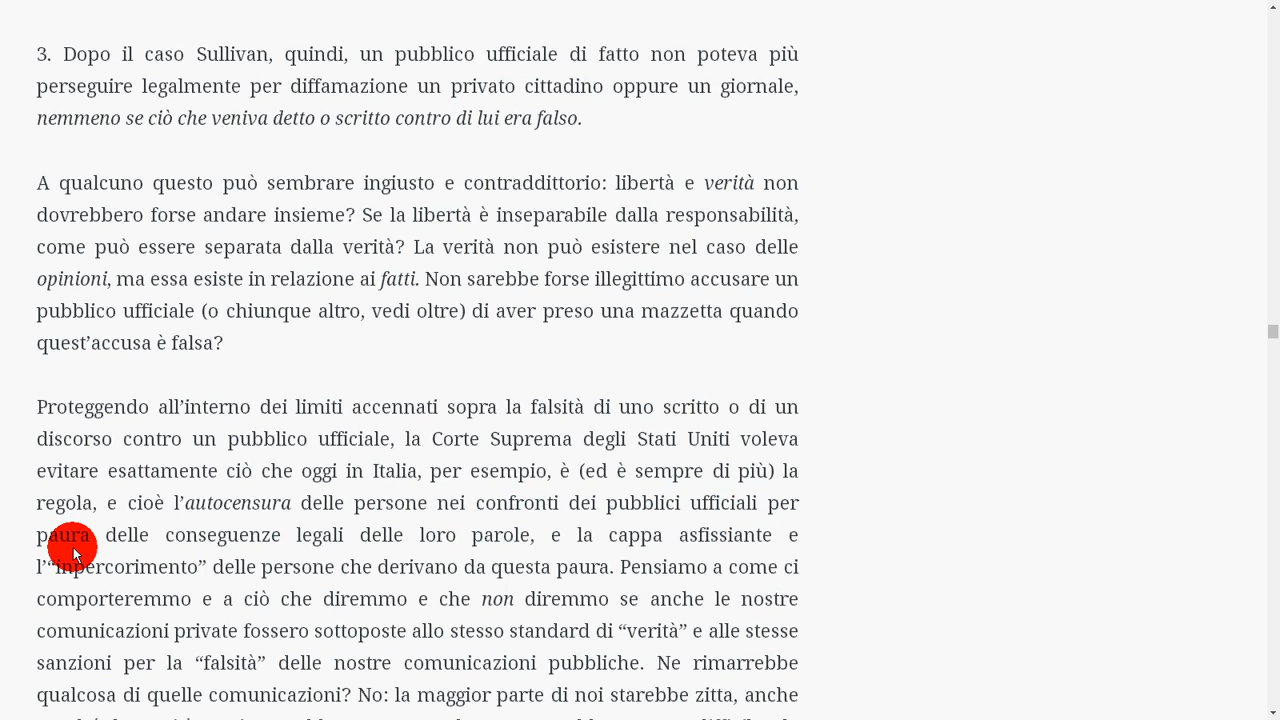 3. Dopo il caso Sullivan, quindi, un pubblico ufficiale di fatto non poteva più
perseguire legalmente per diffamazione un privato cittadino oppure un giornale,
nemmeno se ciò che veniva detto o scritto contro di lui era falso.
A qualcuno questo può sembrare ingiusto e contraddittorio: libertà e verità non
dovrebbero forse andare insieme? Se la libertà è inseparabile dalla responsabilità,
come può essere separata dalla verità? La verità non può esistere nel caso delle
opinioni, ma essa esiste in relazione ai fatti. Non sarebbe forse illegittimo accusare un
pubblico ufficiale (o chiunque altro, vedi oltre) di aver preso una mazzetta quando
quest’accusa è falsa?
Proteggendo all’interno dei limiti accennati sopra la falsità di uno scritto o di un
discorso contro un pubblico ufficiale, la Corte Suprema degli Stati Uniti voleva
evitare esattamente ciò che oggi in Italia, per esempio, è (ed è sempre di più) la
regola, e cioè l’autocensura delle persone nei confronti dei pubblici ufficiali per
paura delle conseguenze legali delle loro parole, e la cappa asfissiante e
l’“inpercorimento” delle persone che derivano da questa paura. Pensiamo a come ci
comporteremmo e a ciò che diremmo e che non diremmo se anche le nostre
comunicazioni private fossero sottoposte allo stesso standard di “verità” e alle stesse
sanzioni per la “falsità” delle nostre comunicazioni pubbliche. Ne rimarrebbe
qualcosa di quelle comunicazioni? No: la maggior parte di noi starebbe zitta, anche